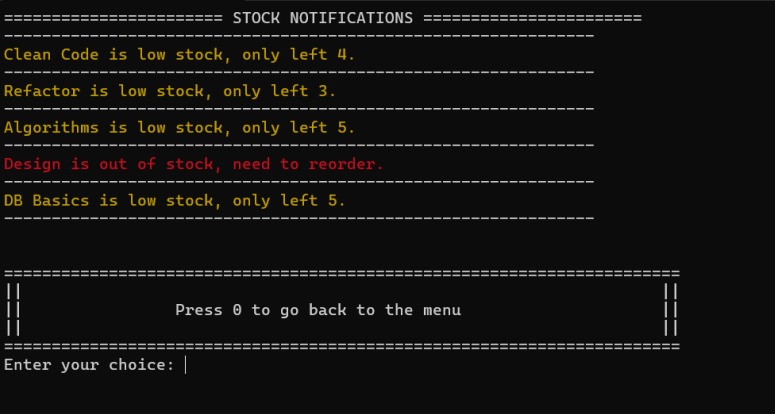 ======================= STOCK NOTIFICATIONS =======================
--------------------------------------------------------------
Clean Code is low stock, only left 4.
--------------------------------------------------------------
Refactor is low stock, only left 3.
--------------------------------------------------------------
Algorithms is low stock, only left 5.
--------------------------------------------------------------
Design is out of stock, need to reorder.
--------------------------------------------------------------
DB Basics is low stock, only left 5.
--------------------------------------------------------------
=======================================================================
||                                                                   ||
||                Press 0 to go back to the menu                     ||
||                                                                   ||
=======================================================================
Enter your choice: